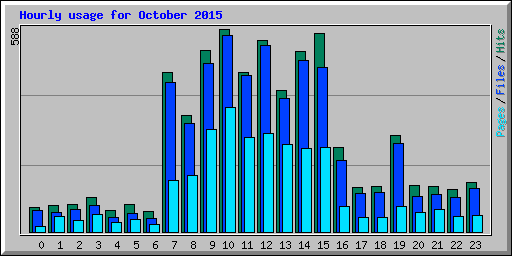 Hourly usage for October 2015
588
Pages/Files/Hits
0 1 2 3 4 5 6 7 8 9 10 11 12 13 14 15 16 17 18 19 20 21 22 23